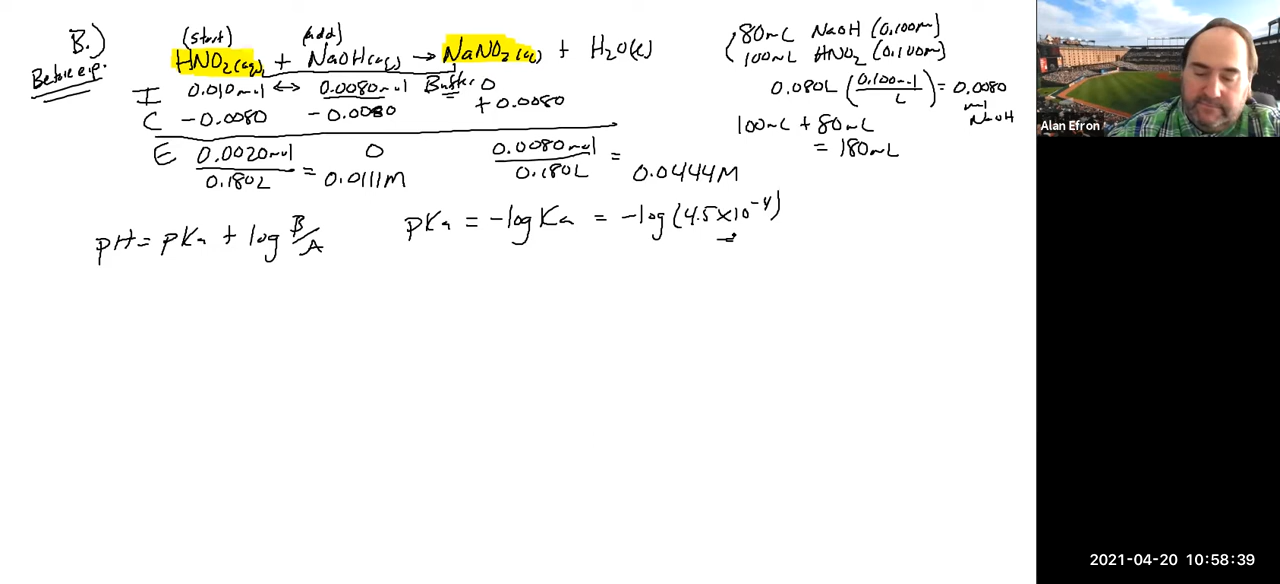 B.) (start) (add)
HNO2(aq) + NaOH(aq) → NaNO2(aq) + H2O(l)
Before e.p.
Buffer
I 0.010mol ↔ 0.0080mol 0
C -0.0080 -0.0080 +0.0080
E 0.0020mol/0.180L = 0.0111M 0 0.0080mol/0.180L = 0.0444M
80mL NaOH (0.100M)
100mL HNO2 (0.100M)
0.080L (0.100mol/L) = 0.0080 mol NaOH
100mL + 80mL
= 180mL
pH = pKa + log B/A pKa = -log Ka = -log(4.5×10^-4)
Alan Efron
2021-04-20 10:58:39